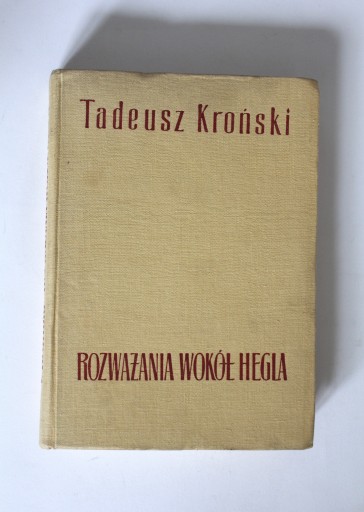 Tadeusz Kroński
ROZWAŻANIA WOKÓŁ HEGLA